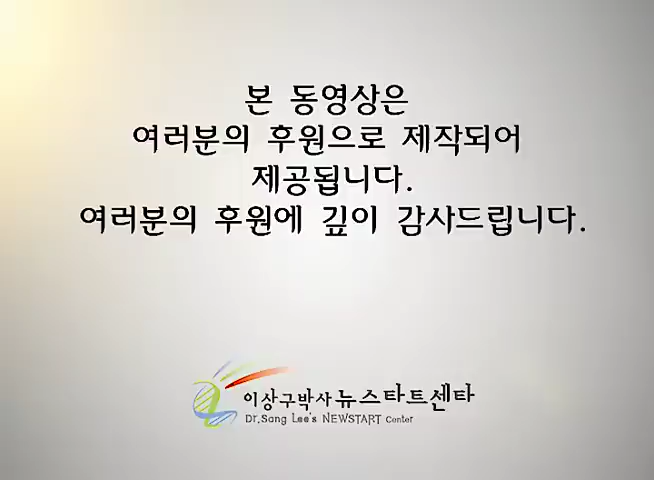 본 동영상은
여러분의 후원으로 제작되어
제공됩니다.
여러분의 후원에 깊이 감사드립니다.
이상구박사 뉴스타트센타
Dr.Sang Lee's NEWSTART Center